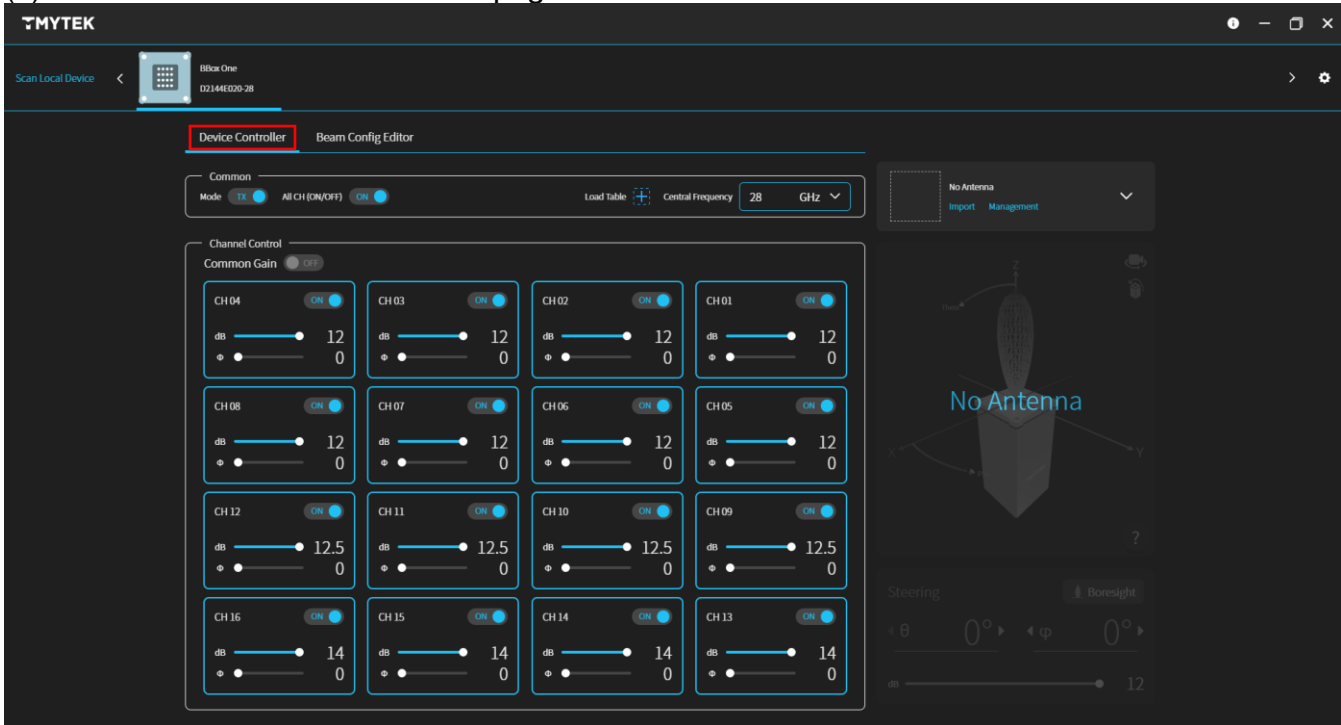 TMYTEK
Scan Local Device
BBox One
D2144E020-28
Device Controller Beam Config Editor
Common
Mode TX All CH (ON/OFF) ON Load Table Central Frequency 28 GHz
No Antenna
Import Management
Channel Control
Common Gain OFF
CH 04 ON CH 03 ON CH 02 ON CH 01 ON
dB 12 dB 12 dB 12 dB 12
Φ 0 Φ 0 Φ 0 Φ 0
CH 08 ON CH 07 ON CH 06 ON CH 05 ON
dB 12 dB 12 dB 12 dB 12
Φ 0 Φ 0 Φ 0 Φ 0
CH 12 ON CH 11 ON CH 10 ON CH 09 ON
dB 12.5 dB 12.5 dB 12.5 dB 12.5
Φ 0 Φ 0 Φ 0 Φ 0
CH 16 ON CH 15 ON CH 14 ON CH 13 ON
dB 14 dB 14 dB 14 dB 14
Φ 0 Φ 0 Φ 0 Φ 0
Z
No Antenna
X Y
?
Steering Boresight
θ 0° φ 0°
dB 12